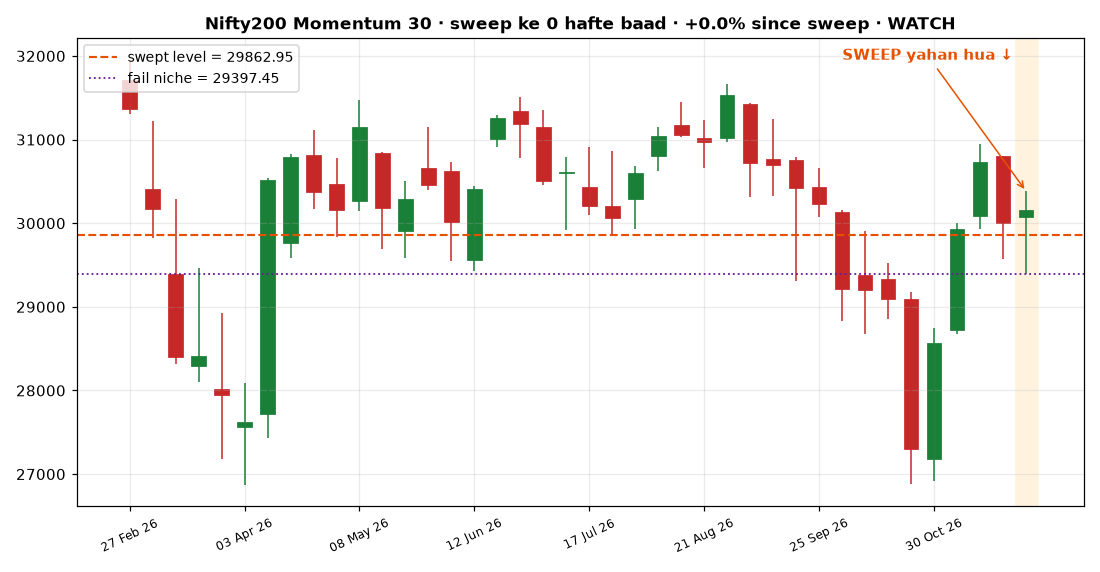 Nifty200 Momentum 30 · sweep ke 0 hafte baad · +0.0% since sweep · WATCH
swept level = 29862.95
fail niche = 29397.45
SWEEP yahan hua ↓
32000
31000
30000
29000
28000
27000
27 Feb 26
03 Apr 26
08 May 26
12 Jun 26
17 Jul 26
21 Aug 26
25 Sep 26
30 Oct 26